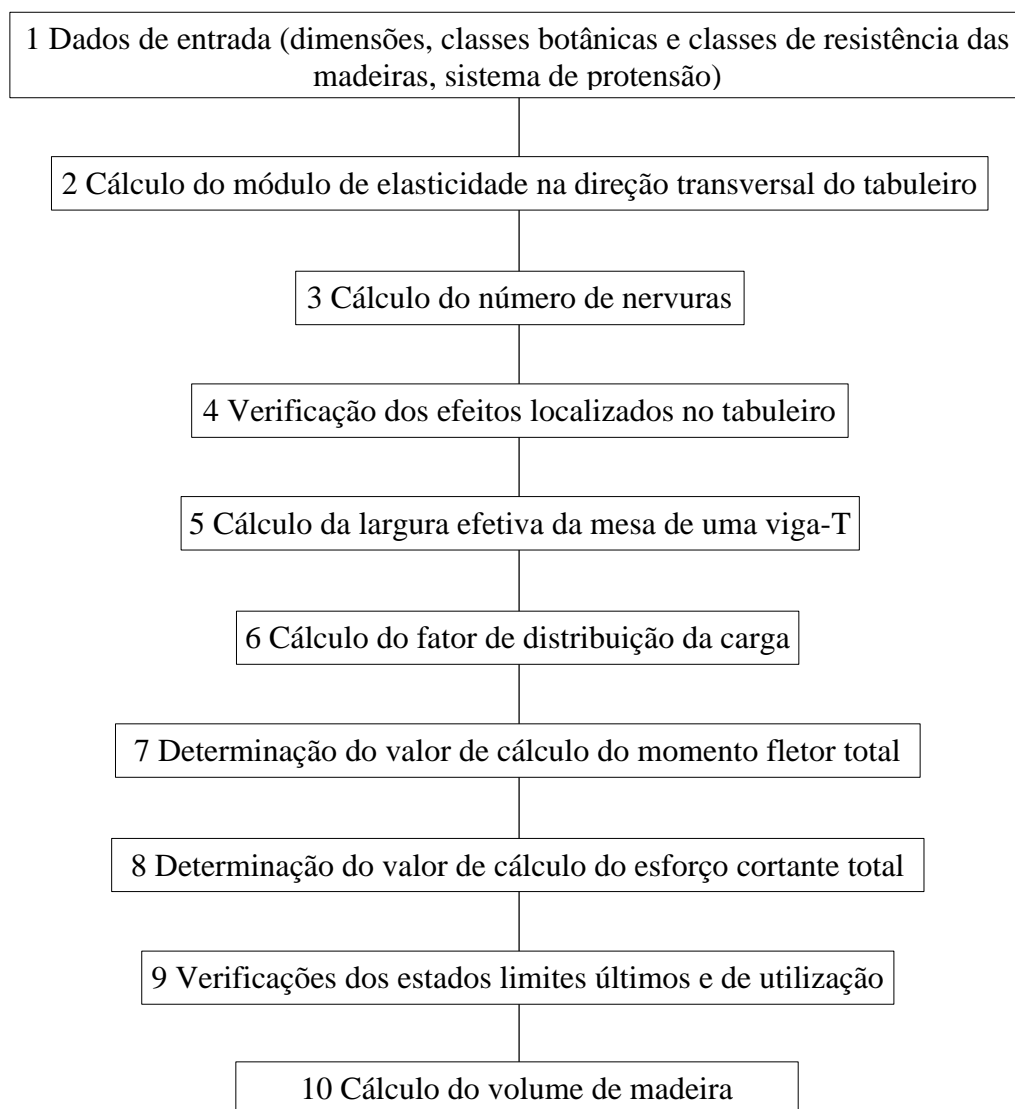 1 Dados de entrada (dimensões, classes botânicas e classes de resistência das
madeiras, sistema de protensão)
2 Cálculo do módulo de elasticidade na direção transversal do tabuleiro
3 Cálculo do número de nervuras
4 Verificação dos efeitos localizados no tabuleiro
5 Cálculo da largura efetiva da mesa de uma viga-T
6 Cálculo do fator de distribuição da carga
7 Determinação do valor de cálculo do momento fletor total
8 Determinação do valor de cálculo do esforço cortante total
9 Verificações dos estados limites últimos e de utilização
10 Cálculo do volume de madeira